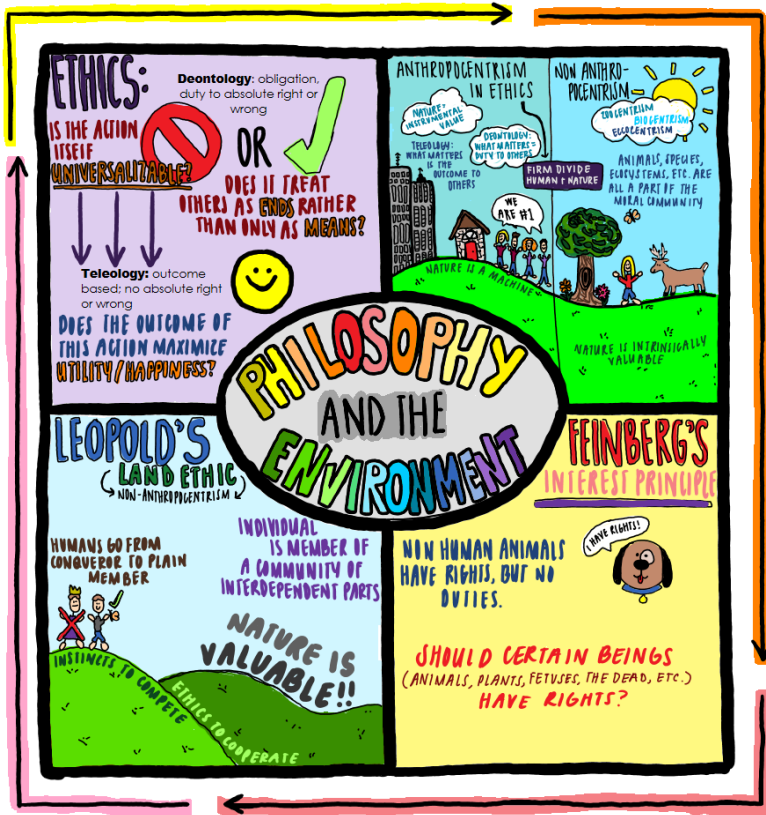 ETHICS:
Deontology: obligation,
duty to absolute right or
wrong
IS THE ACTION
ITSELF
UNIVERSALIZABLE?
OR
DOES IT TREAT
OTHERS AS ENDS RATHER
THAN ONLY AS MEANS?
Teleology: outcome
based; no absolute right
or wrong
DOES THE OUTCOME OF
THIS ACTION MAXIMIZE
UTILITY/HAPPINESS?
ANTHROPOCENTRISM
IN ETHICS
NATURE=
INSTRUMENTAL
VALUE
TELEOLOGY:
WHAT MATTERS
IS THE
OUTCOME TO
OTHERS
DEONTOLOGY:
WHAT MATTERS=
DUTY TO OTHERS
FIRM DIVIDE
HUMAN + NATURE
WE
ARE #1
NATURE IS A MACHINE
NON ANTHRO-
POCENTRISM
ZOOCENTRISM
BIOCENTRISM
ECOCENTRISM
ANIMALS, SPECIES,
ECOSYSTEMS, ETC. ARE
ALL A PART OF THE
MORAL COMMUNITY
NATURE IS INTRINSICALLY
VALUABLE
PHILOSOPHY
AND THE
ENVIRONMENT
LEOPOLD'S
LAND ETHIC
NON-ANTHROPOCENTRISM
HUMANS GO FROM
CONQUEROR TO PLAIN
MEMBER
INDIVIDUAL
IS MEMBER OF
A COMMUNITY OF
INTERDEPENDENT PARTS
NATURE IS
VALUABLE!!
INSTINCTS TO COMPETE
ETHICS TO COOPERATE
FEINBERG'S
INTEREST PRINCIPLE
I HAVE RIGHTS!
NON HUMAN ANIMALS
HAVE RIGHTS, BUT NO
DUTIES.
SHOULD CERTAIN BEINGS
(ANIMALS, PLANTS, FETUSES, THE DEAD, ETC.)
HAVE RIGHTS?